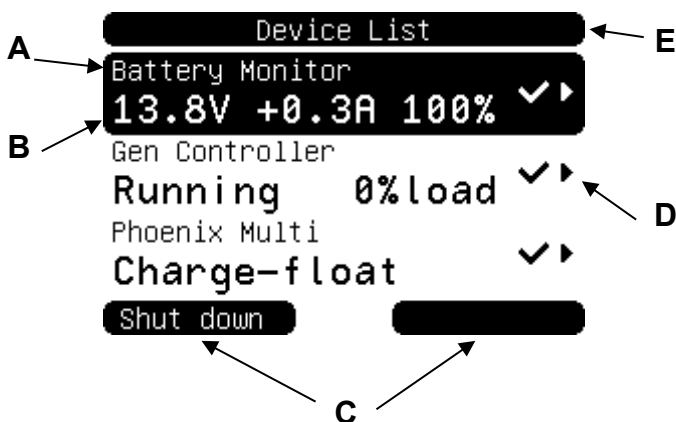 Device List
E
A
Battery Monitor
13.8V +0.3A 100%
B
Gen Controller
Running 0%load
D
Phoenix Multi
Charge-float
Shut down
C